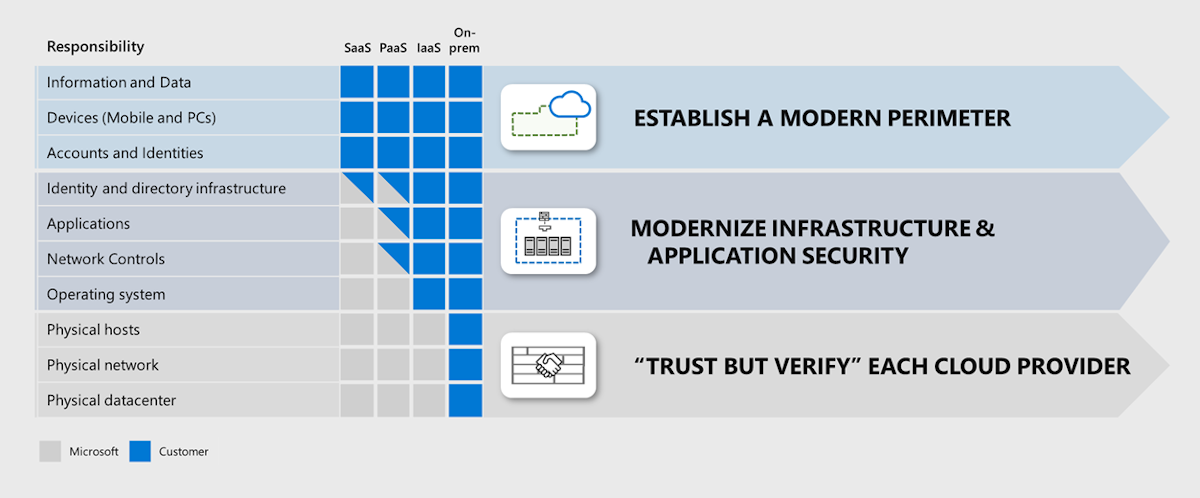 Responsibility
SaaS PaaS IaaS On-
prem
Information and Data
Devices (Mobile and PCs)
Accounts and Identities
ESTABLISH A MODERN PERIMETER
Identity and directory infrastructure
Applications
Network Controls
Operating system
MODERNIZE INFRASTRUCTURE &
APPLICATION SECURITY
Physical hosts
Physical network
Physical datacenter
“TRUST BUT VERIFY” EACH CLOUD PROVIDER
Microsoft
Customer